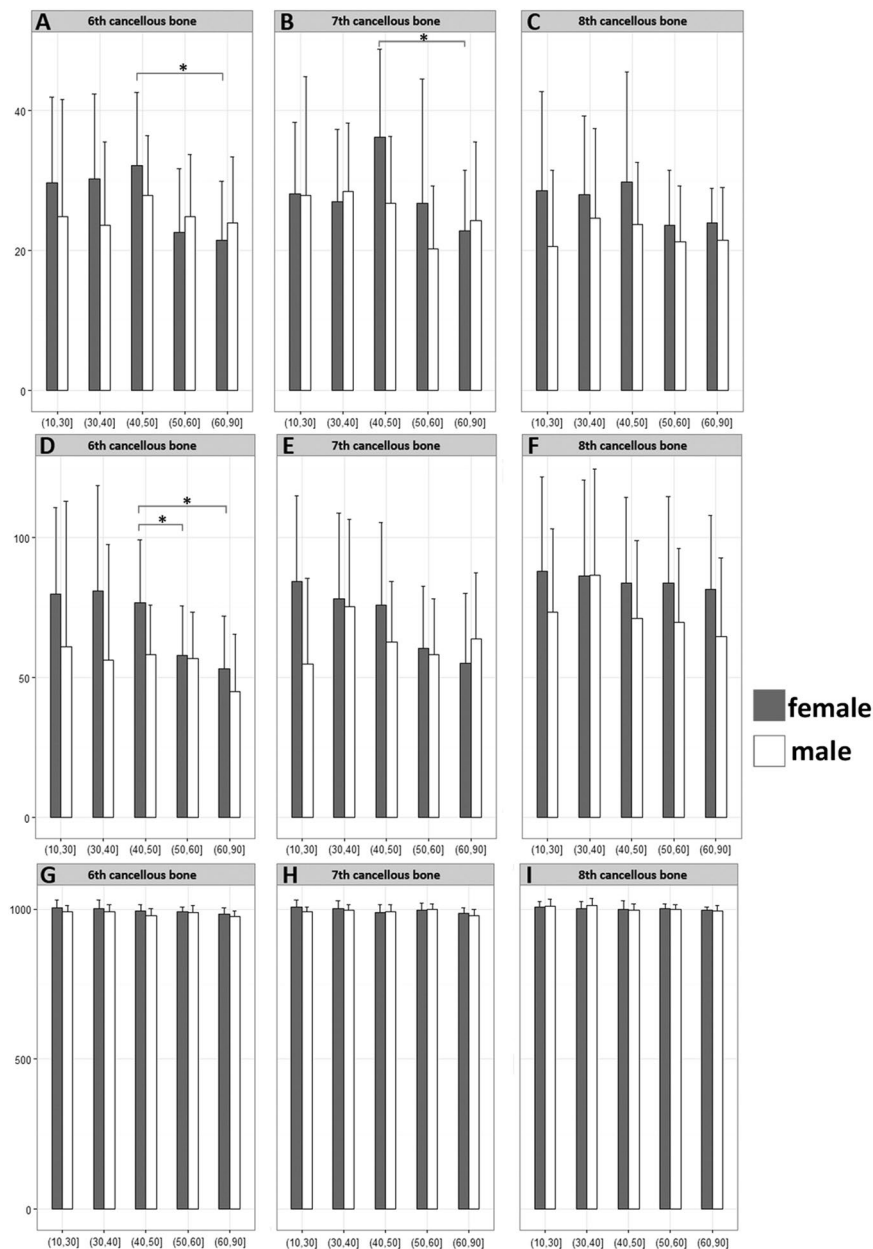 A 6th cancellous bone B 7th cancellous bone C 8th cancellous bone
*
*
40
20
0
(10,30] (30,40] (40,50] (50,60] (60,90] (10,30] (30,40] (40,50] (50,60] (60,90] (10,30] (30,40] (40,50] (50,60] (60,90]
D 6th cancellous bone E 7th cancellous bone F 8th cancellous bone
*
*
100
50
0
female
male
(10,30] (30,40] (40,50] (50,60] (60,90] (10,30] (30,40] (40,50] (50,60] (60,90] (10,30] (30,40] (40,50] (50,60] (60,90]
G 6th cancellous bone H 7th cancellous bone I 8th cancellous bone
1000
500
0
(10,30] (30,40] (40,50] (50,60] (60,90] (10,30] (30,40] (40,50] (50,60] (60,90] (10,30] (30,40] (40,50] (50,60] (60,90]